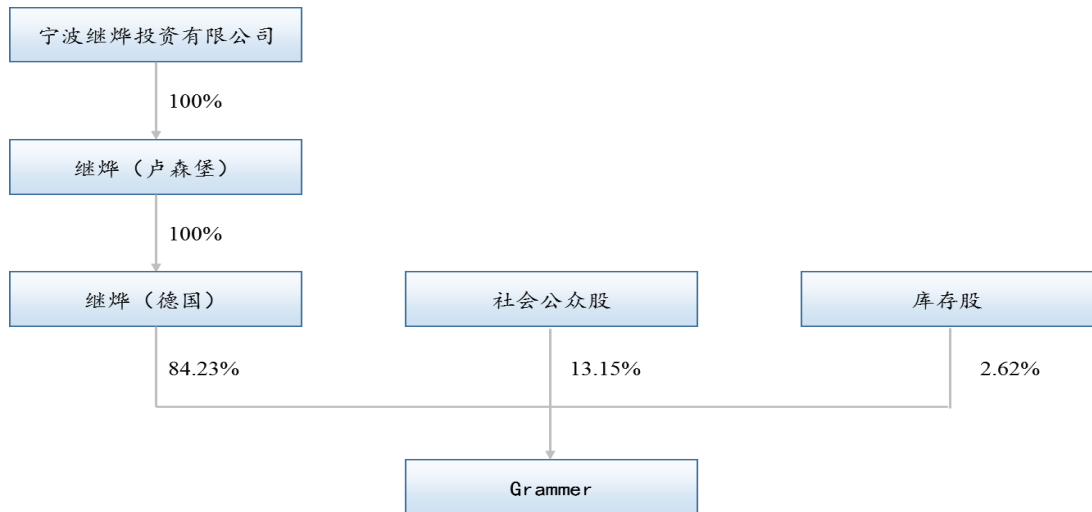 宁波继烨投资有限公司
100%
继烨（卢森堡）
100%
继烨（德国）
社会公众股
库存股
84.23%
13.15%
2.62%
Grammer